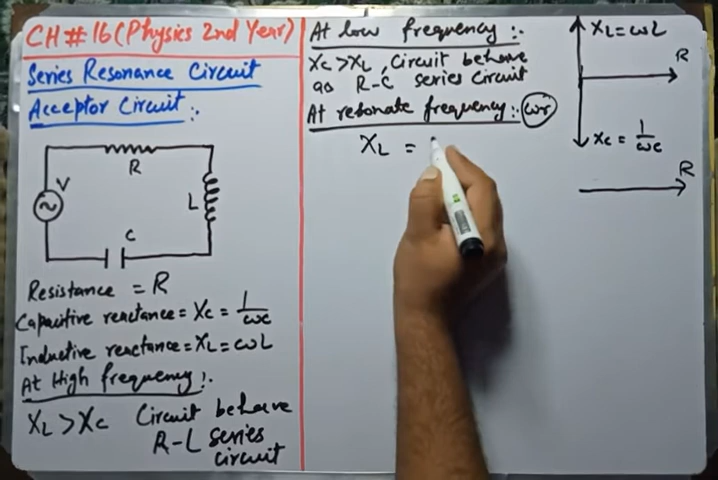 CH#16(Physics 2nd Year)
Series Resonance Circuit
Acceptor Circuit :-
R
V
L
C
Resistance = R
Capacitive reactance = Xc = 1/ωc
Inductive reactance = XL = ωL
At High frequency :-
XL > Xc Circuit behave
R-L series
circuit
At low frequency :-
Xc > XL, Circuit behave
as R-C series Circuit
At resonate frequency :- ωr
XL =
XL = ωL
R
Xc = 1/ωc
R